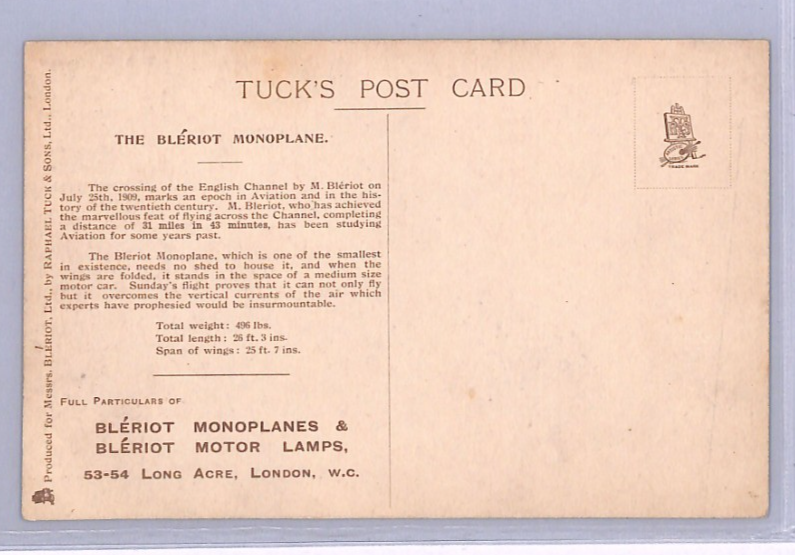 TUCK'S POST CARD
THE BLÉRIOT MONOPLANE.
The crossing of the English Channel by M. Blériot on
July 25th, 1909, marks an epoch in Aviation and in the his-
tory of the twentieth century. M. Bleriot, who has achieved
the marvellous feat of flying across the Channel, completing
a distance of 31 miles in 43 minutes, has been studying
Aviation for some years past.
The Bleriot Monoplane, which is one of the smallest
in existence, needs no shed to house it, and when the
wings are folded, it stands in the space of a medium size
motor car. Sunday's flight proves that it can not only fly
but it overcomes the vertical currents of the air which
experts have prophesied would be insurmountable.
Total weight: 496 lbs.
Total length: 26 ft. 3 ins.
Span of wings: 25 ft. 7 ins.
FULL PARTICULARS OF
BLÉRIOT MONOPLANES &
BLÉRIOT MOTOR LAMPS,
53-54 LONG ACRE, LONDON, W.C.
Produced for Messrs. BLERIOT, Ltd., by RAPHAEL TUCK & SONS, Ltd., London.
TRADE MARK